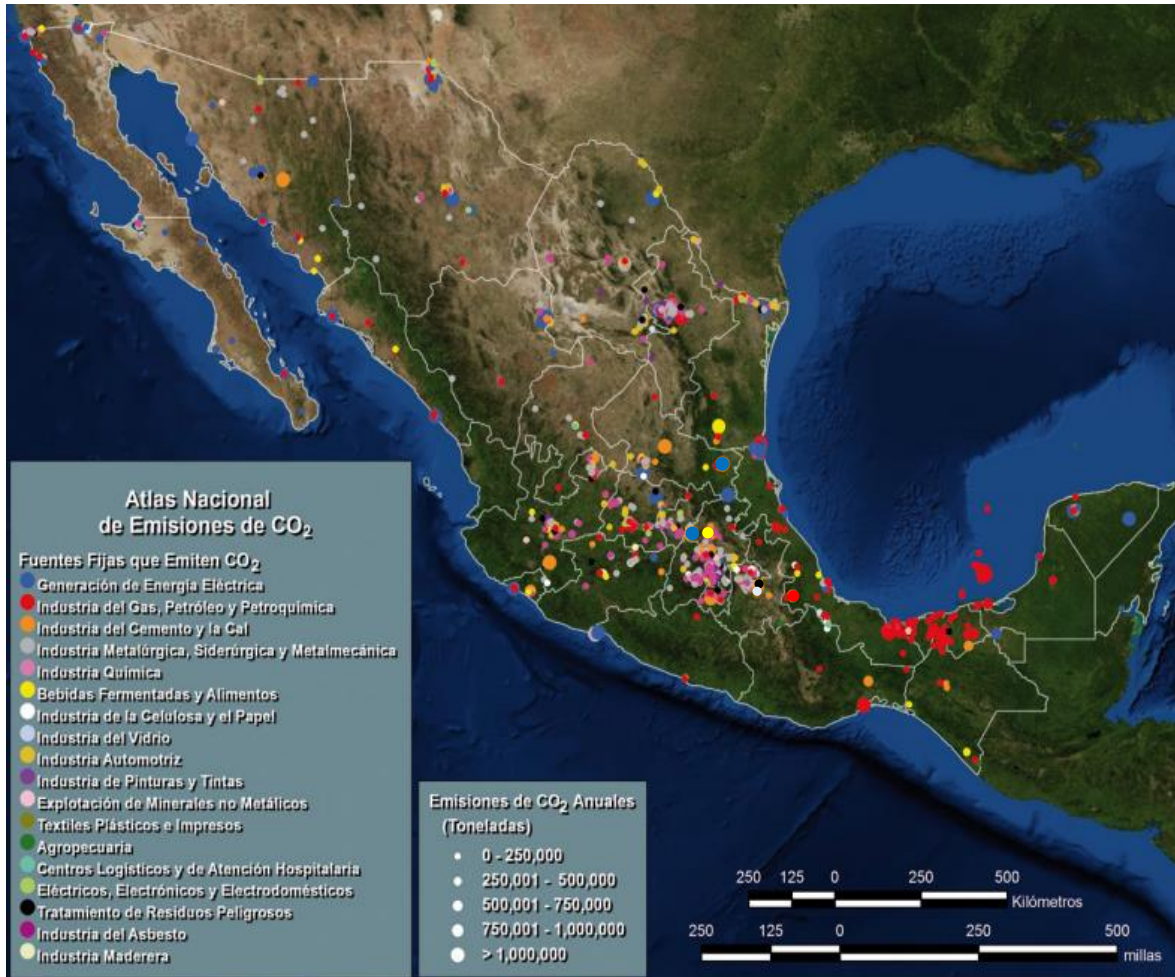 Atlas Nacional
de Emisiones de CO₂
Fuentes Fijas que Emiten CO₂
Generación de Energía Eléctrica
Industria del Gas, Petróleo y Petroquímica
Industria del Cemento y la Cal
Industria Metalúrgica, Siderúrgica y Metalmecánica
Industria Química
Bebidas Fermentadas y Alimentos
Industria de la Celulosa y el Papel
Industria del Vidrio
Industria Automotriz
Industria de Pinturas y Tintas
Explotación de Minerales no Metálicos
Textiles Plásticos e Impresos
Agropecuaria
Centros Logísticos y de Atención Hospitalaria
Eléctricos, Electrónicos y Electrodomésticos
Tratamiento de Residuos Peligrosos
Industria del Asbesto
Industria Maderera
Emisiones de CO₂ Anuales
(Toneladas)
0 - 250,000
250,001 - 500,000
500,001 - 750,000
750,001 - 1,000,000
> 1,000,000
250 125 0 250 500
Kilómetros
250 125 0 250 500
millas